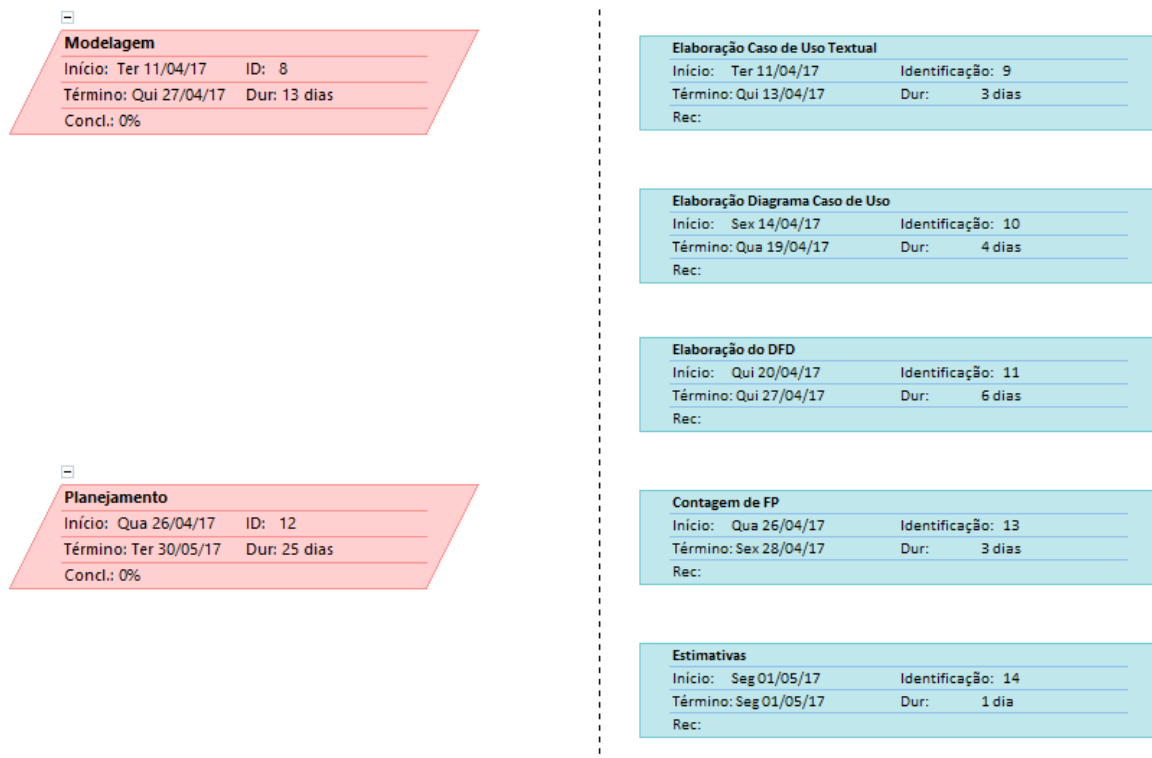 Modelagem
Início: Ter 11/04/17 ID: 8
Término: Qui 27/04/17 Dur: 13 dias
Concl.: 0%
Elaboração Caso de Uso Textual
Início: Ter 11/04/17 Identificação: 9
Término: Qui 13/04/17 Dur: 3 dias
Rec:
Elaboração Diagrama Caso de Uso
Início: Sex 14/04/17 Identificação: 10
Término: Qua 19/04/17 Dur: 4 dias
Rec:
Elaboração do DFD
Início: Qui 20/04/17 Identificação: 11
Término: Qui 27/04/17 Dur: 6 dias
Rec:
Planejamento
Início: Qua 26/04/17 ID: 12
Término: Ter 30/05/17 Dur: 25 dias
Concl.: 0%
Contagem de FP
Início: Qua 26/04/17 Identificação: 13
Término: Sex 28/04/17 Dur: 3 dias
Rec:
Estimativas
Início: Seg 01/05/17 Identificação: 14
Término: Seg 01/05/17 Dur: 1 dia
Rec: